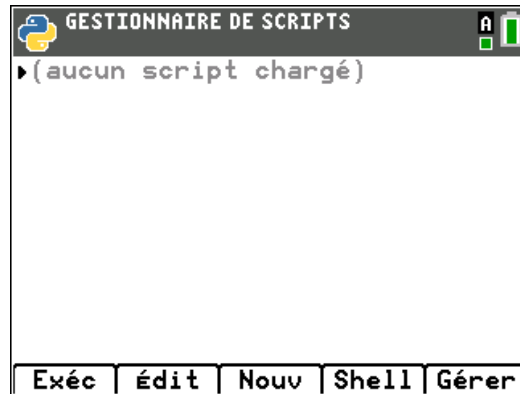 GESTIONNAIRE DE SCRIPTS
A
(aucun script chargé)
Exéc édit Nouv Shell Gérer